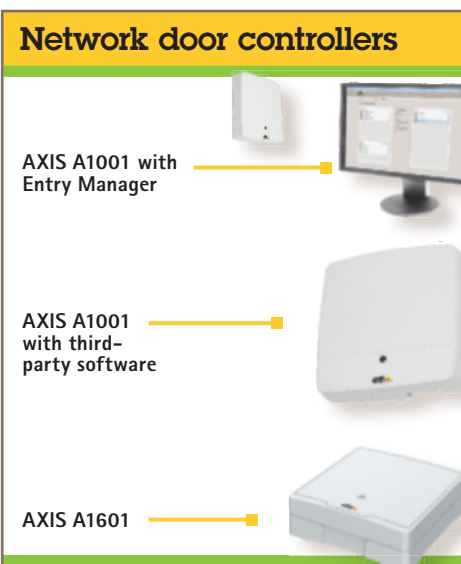 Network door controllers
AXIS A1001 with
Entry Manager
AXIS A1001
with third-
party software
AXIS A1601